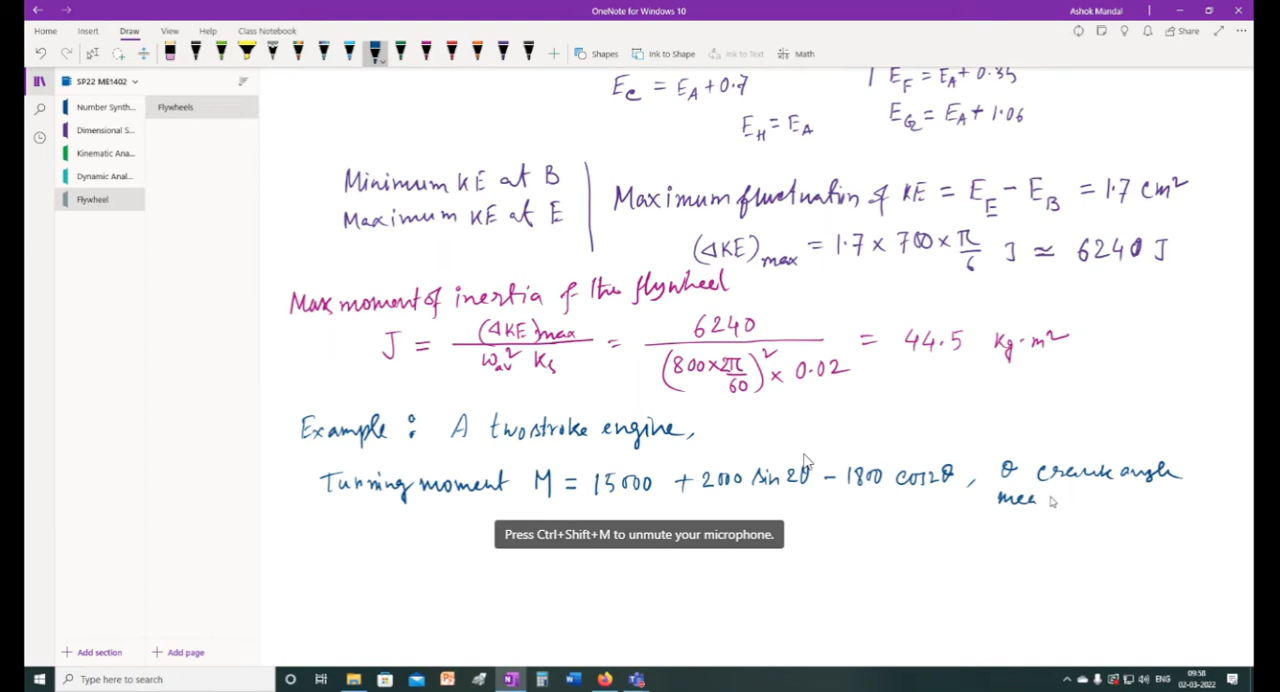 OneNote for Windows 10
Ashok Mandal
Home Insert Draw View Help Class Notebook
Share
Shapes Ink to Shape Ink to Text Math
SP22 ME1402
Number Synth...
Dimensional S...
Kinematic Ana...
Dynamic Anal...
Flywheel
Flywheels
E_C = E_A + 0.7
E_F = E_A + 0.35
E_H = E_A
E_G = E_A + 1.06
Minimum KE at B
Maximum KE at E
Maximum fluctuation of KE = E_E - E_B = 1.7 cm²
(ΔKE)_max = 1.7 × 700 × π/6 J ≃ 6240 J
Max moment of inertia of the flywheel
J = (ΔKE)max / ω_av² K_s = 6240 / (800×2π/60)² × 0.02 = 44.5 Kg·m²
Example : A two stroke engine,
Turning moment M = 15000 + 2000 sin 2θ - 1800 cos 2θ, θ crank angle
mea
Press Ctrl+Shift+M to unmute your microphone.
Add section Add page
Type here to search
ENG
09:58
02-03-2022